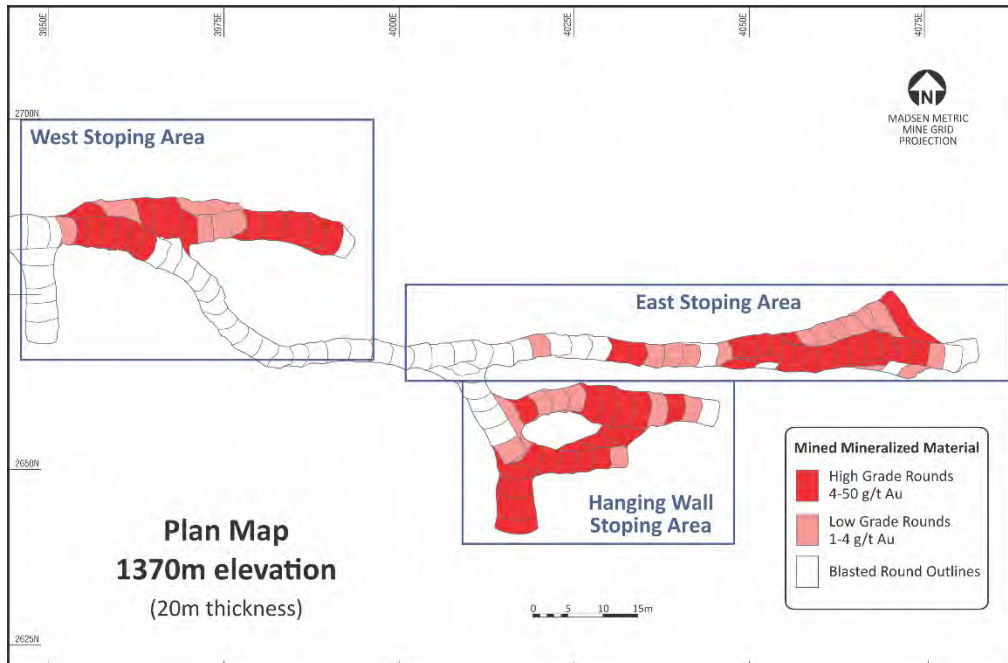 3950E
3975E
4000E
4025E
4050E
4075E
2700N
2650N
2625N
N
MADSEN METRIC
MINE GRID
PROJECTION
West Stoping Area
East Stoping Area
Hanging Wall
Stoping Area
Plan Map
1370m elevation
(20m thickness)
0 5 10 15m
Mined Mineralized Material
High Grade Rounds
4-50 g/t Au
Low Grade Rounds
1-4 g/t Au
Blasted Round Outlines